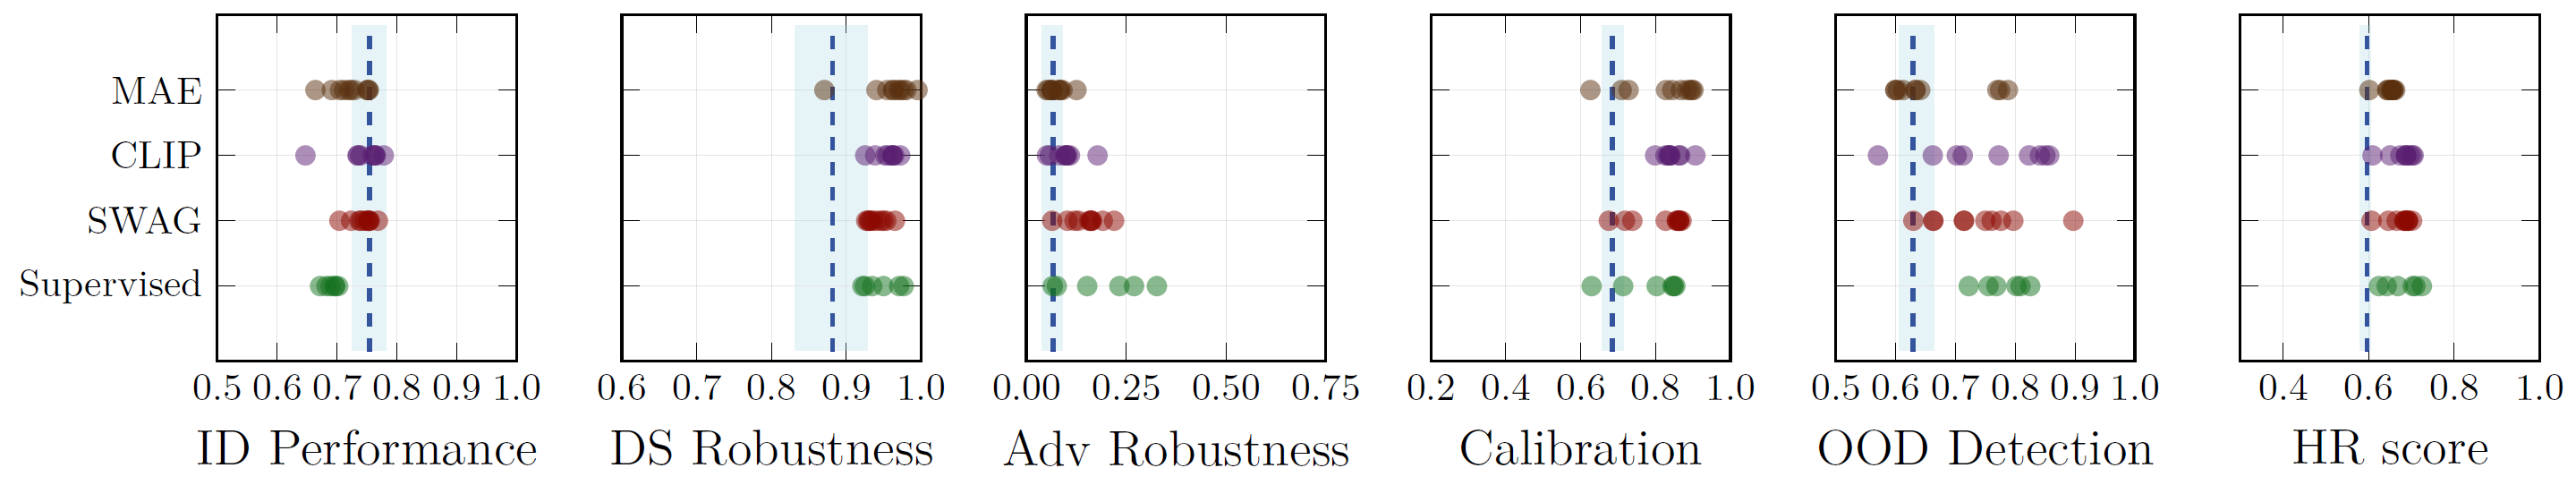 MAE
CLIP
SWAG
Supervised
0.5 0.6 0.7 0.8 0.9 1.0
ID Performance
0.6 0.7 0.8 0.9 1.0
DS Robustness
0.00 0.25 0.50 0.75
Adv Robustness
0.2 0.4 0.6 0.8 1.0
Calibration
0.5 0.6 0.7 0.8 0.9 1.0
OOD Detection
0.4 0.6 0.8 1.0
HR score